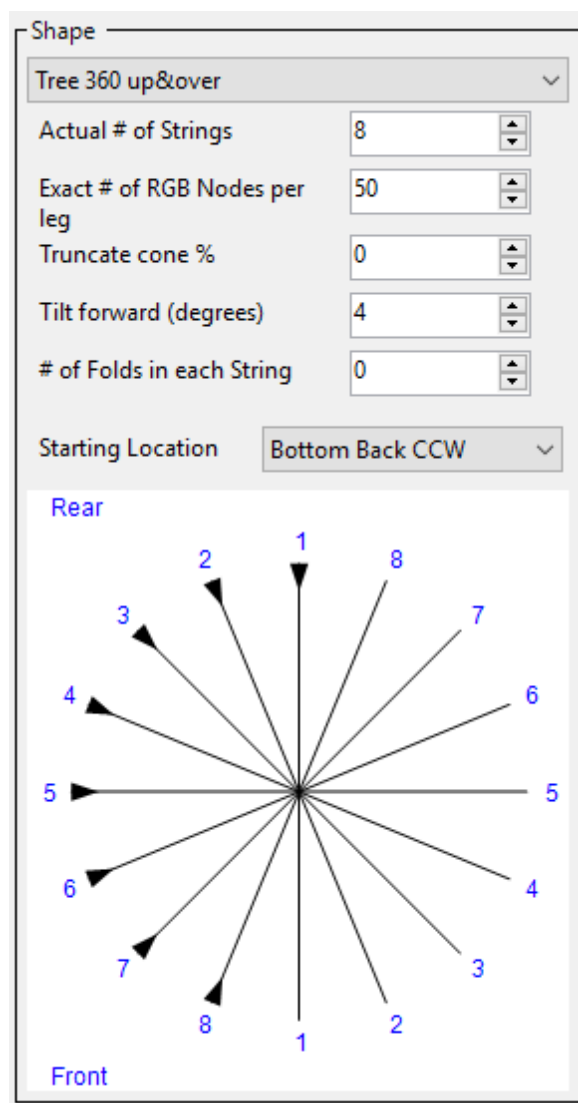 Shape
Tree 360 up&over
Actual # of Strings 8
Exact # of RGB Nodes per 50
leg
Truncate cone % 0
Tilt forward (degrees) 4
# of Folds in each String 0
Starting Location Bottom Back CCW
Rear
1
2 8
3 7
4 6
5 5
6 4
7 3
8 2
1
Front